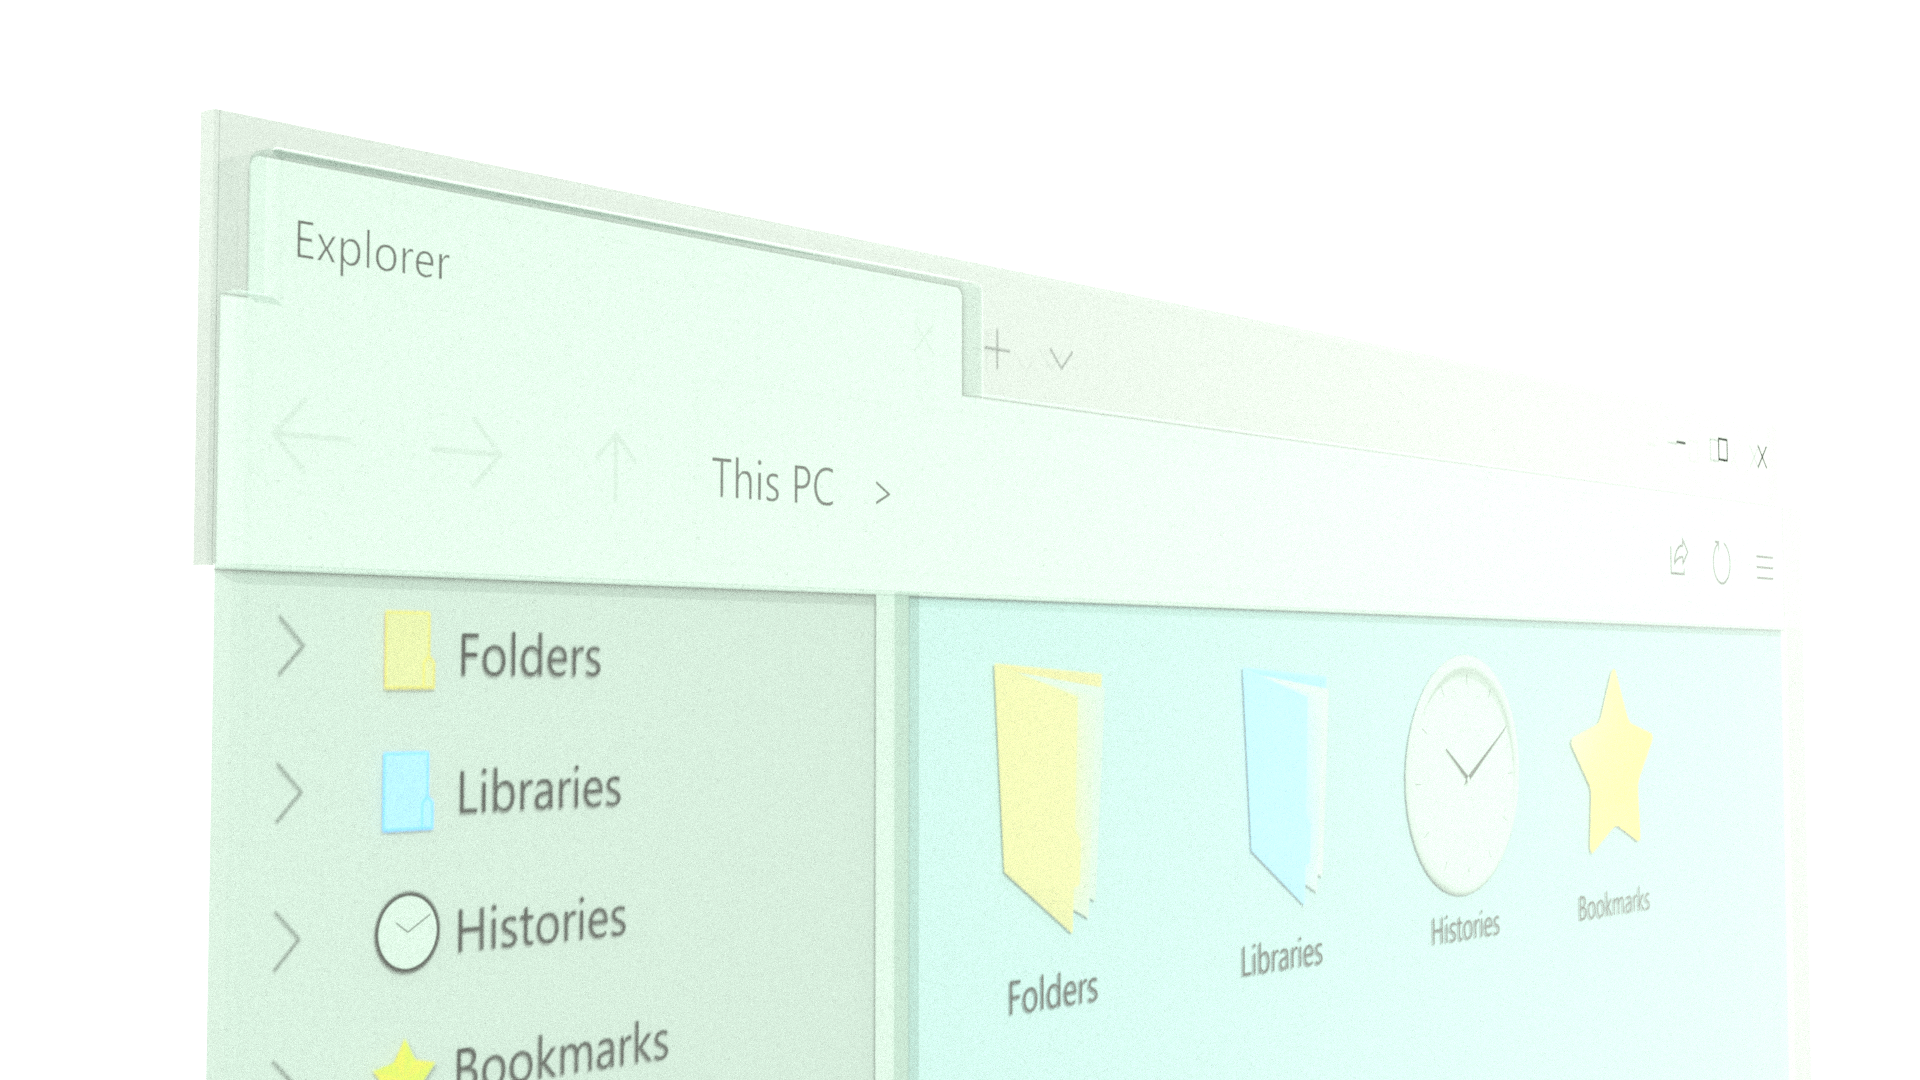 Explorer
This PC >
Folders
Libraries
Histories
Bookmarks
Folders
Libraries
Histories
Bookmarks